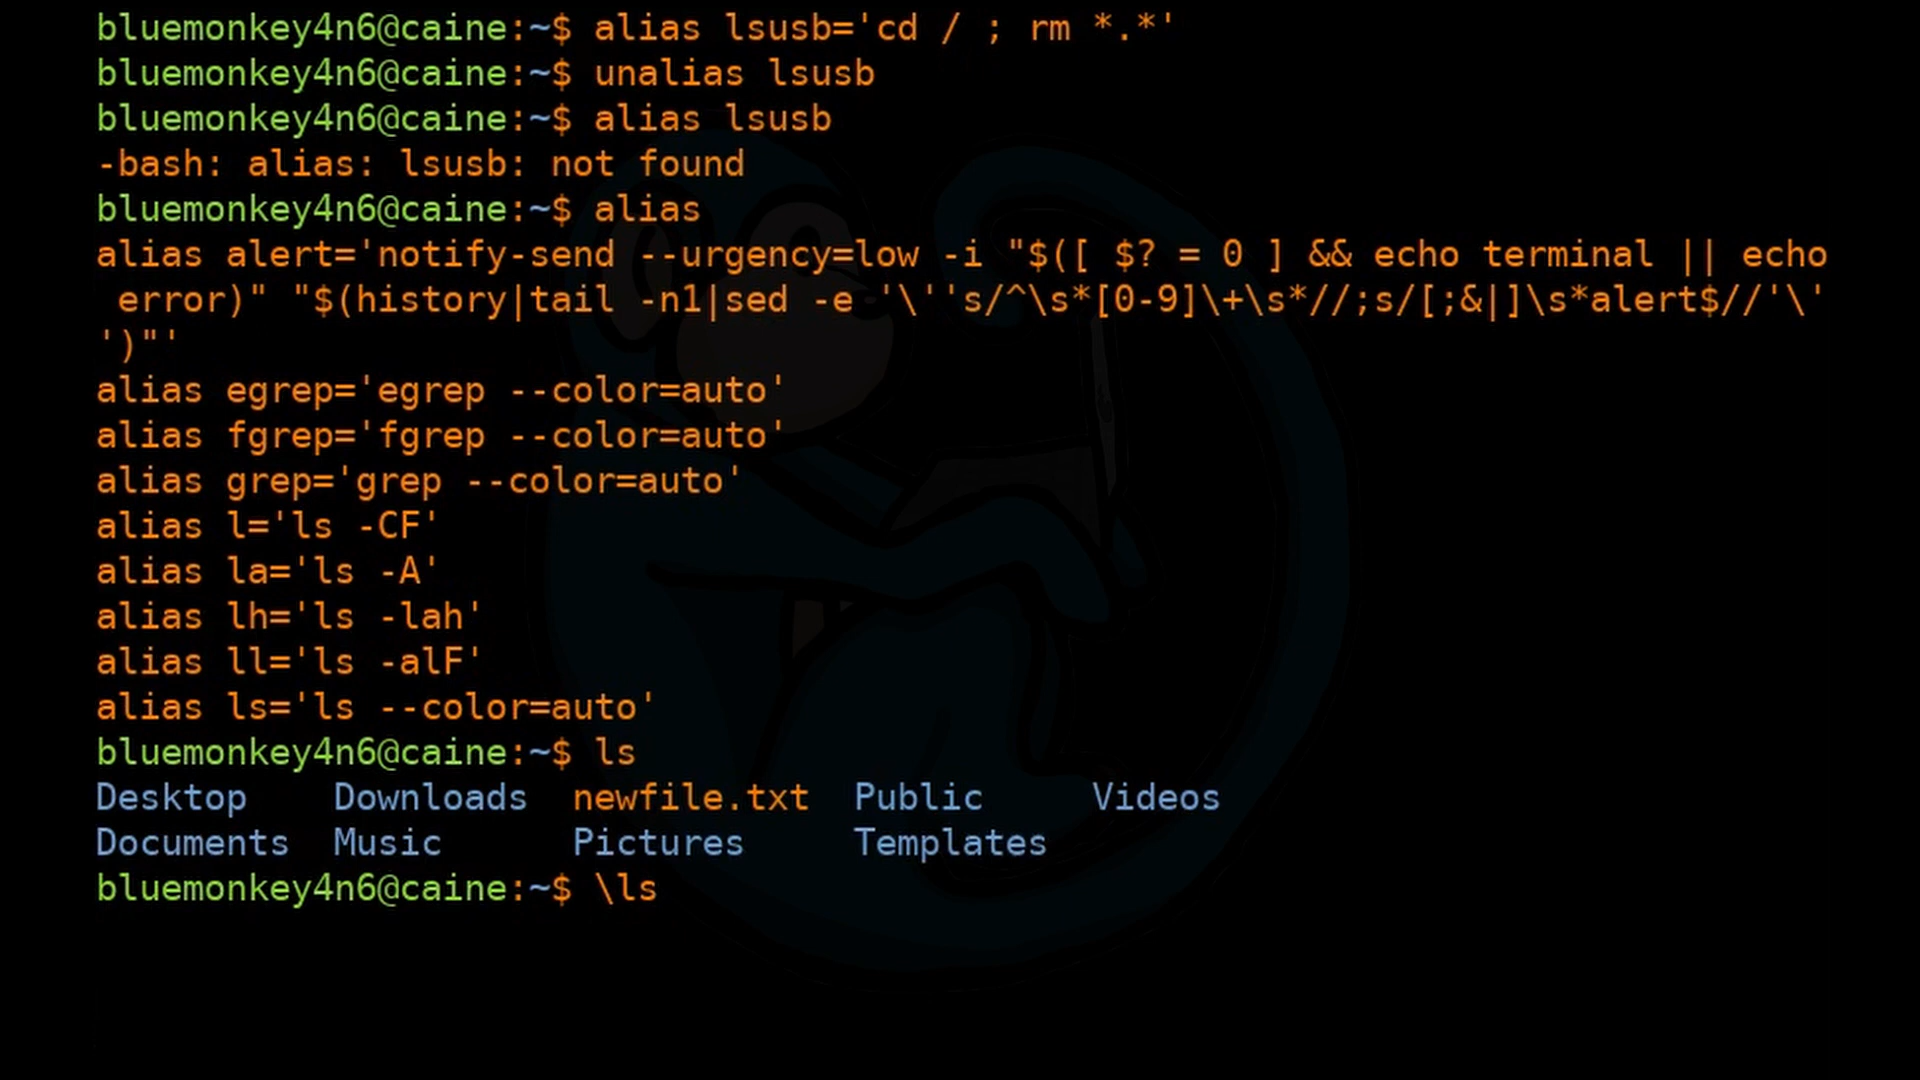 bluemonkey4n6@caine:~$ alias lsusb='cd / ; rm *.*'
bluemonkey4n6@caine:~$ unalias lsusb
bluemonkey4n6@caine:~$ alias lsusb
-bash: alias: lsusb: not found
bluemonkey4n6@caine:~$ alias
alias alert='notify-send --urgency=low -i "$([ $? = 0 ] && echo terminal || echo
 error)" "$(history|tail -n1|sed -e '\''s/^\s*[0-9]\+\s*//;s/[;&|]\s*alert$//'\'
')"'
alias egrep='egrep --color=auto'
alias fgrep='fgrep --color=auto'
alias grep='grep --color=auto'
alias l='ls -CF'
alias la='ls -A'
alias lh='ls -lah'
alias ll='ls -alF'
alias ls='ls --color=auto'
bluemonkey4n6@caine:~$ ls
Desktop    Downloads  newfile.txt  Public     Videos
Documents  Music      Pictures     Templates
bluemonkey4n6@caine:~$ \ls